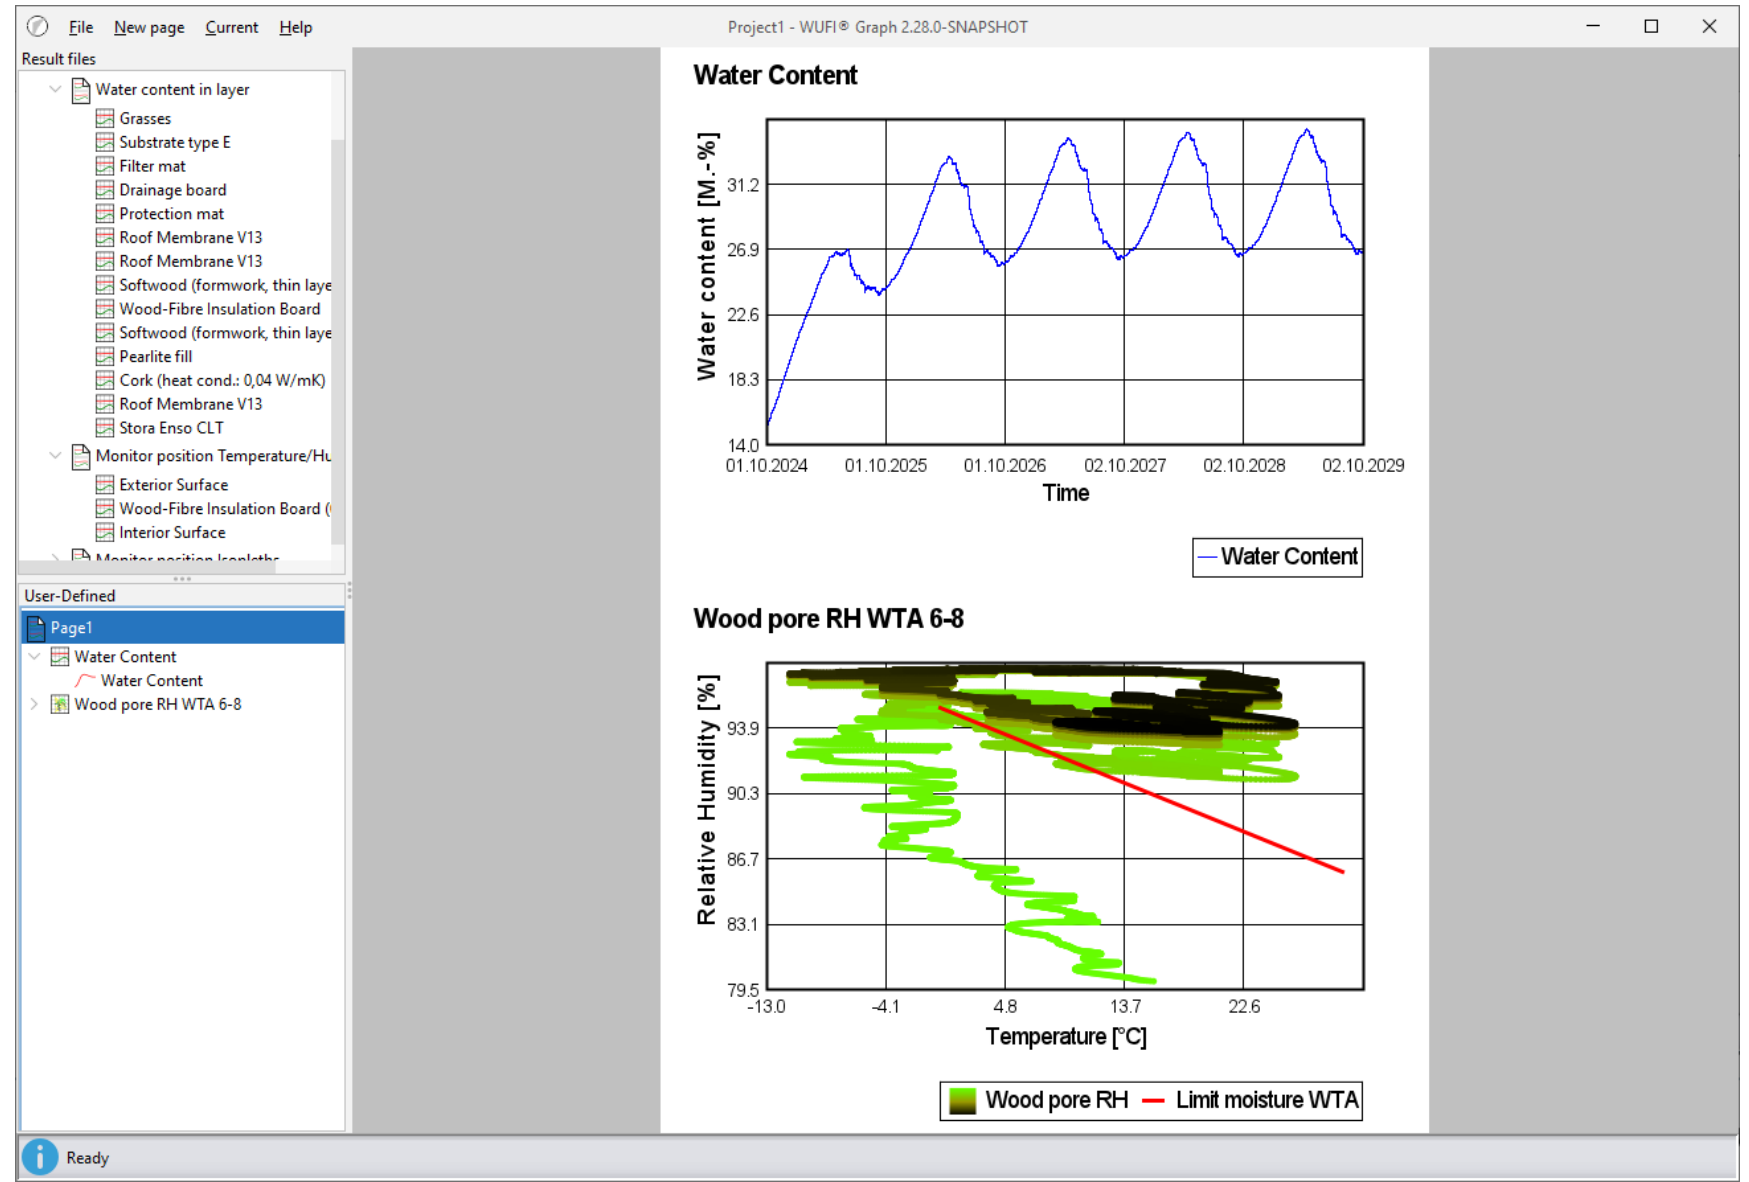 File New page Current Help
Project1 - WUFI® Graph 2.28.0-SNAPSHOT
Result files
Water content in layer
Grasses
Substrate type E
Filter mat
Drainage board
Protection mat
Roof Membrane V13
Roof Membrane V13
Softwood (formwork, thin laye
Wood-Fibre Insulation Board
Softwood (formwork, thin laye
Pearlite fill
Cork (heat cond.: 0,04 W/mK)
Roof Membrane V13
Stora Enso CLT
Monitor position Temperature/Hu
Exterior Surface
Wood-Fibre Insulation Board (
Interior Surface
Monitor position Isopleths
User-Defined
Page1
Water Content
Water Content
Wood pore RH WTA 6-8
Water Content
Water content [M.-%]
31.2
26.9
22.6
18.3
14.0
01.10.2024 01.10.2025 01.10.2026 02.10.2027 02.10.2028 02.10.2029
Time
Water Content
Wood pore RH WTA 6-8
Relative Humidity [%]
93.9
90.3
86.7
83.1
79.5
-13.0 -4.1 4.8 13.7 22.6
Temperature [°C]
Wood pore RH Limit moisture WTA
Ready